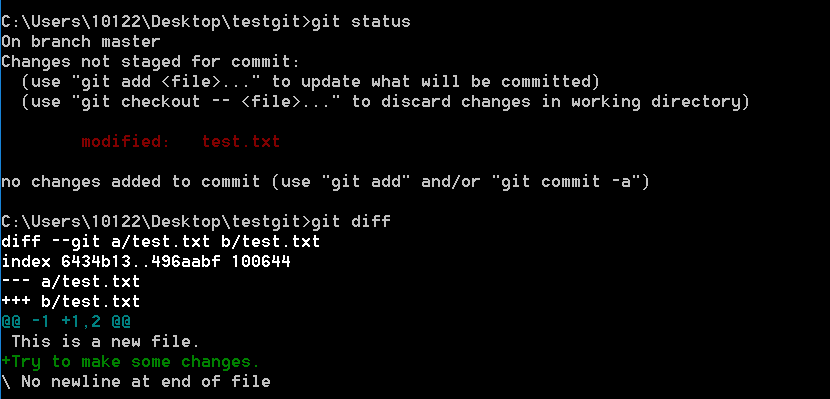 C:\Users\10122\Desktop\testgit>git status
On branch master
Changes not staged for commit:
  (use "git add <file>..." to update what will be committed)
  (use "git checkout -- <file>..." to discard changes in working directory)

        modified:   test.txt

no changes added to commit (use "git add" and/or "git commit -a")

C:\Users\10122\Desktop\testgit>git diff
diff --git a/test.txt b/test.txt
index 6434b13..496aabf 100644
--- a/test.txt
+++ b/test.txt
@@ -1 +1,2 @@
 This is a new file.
+Try to make some changes.
\ No newline at end of file